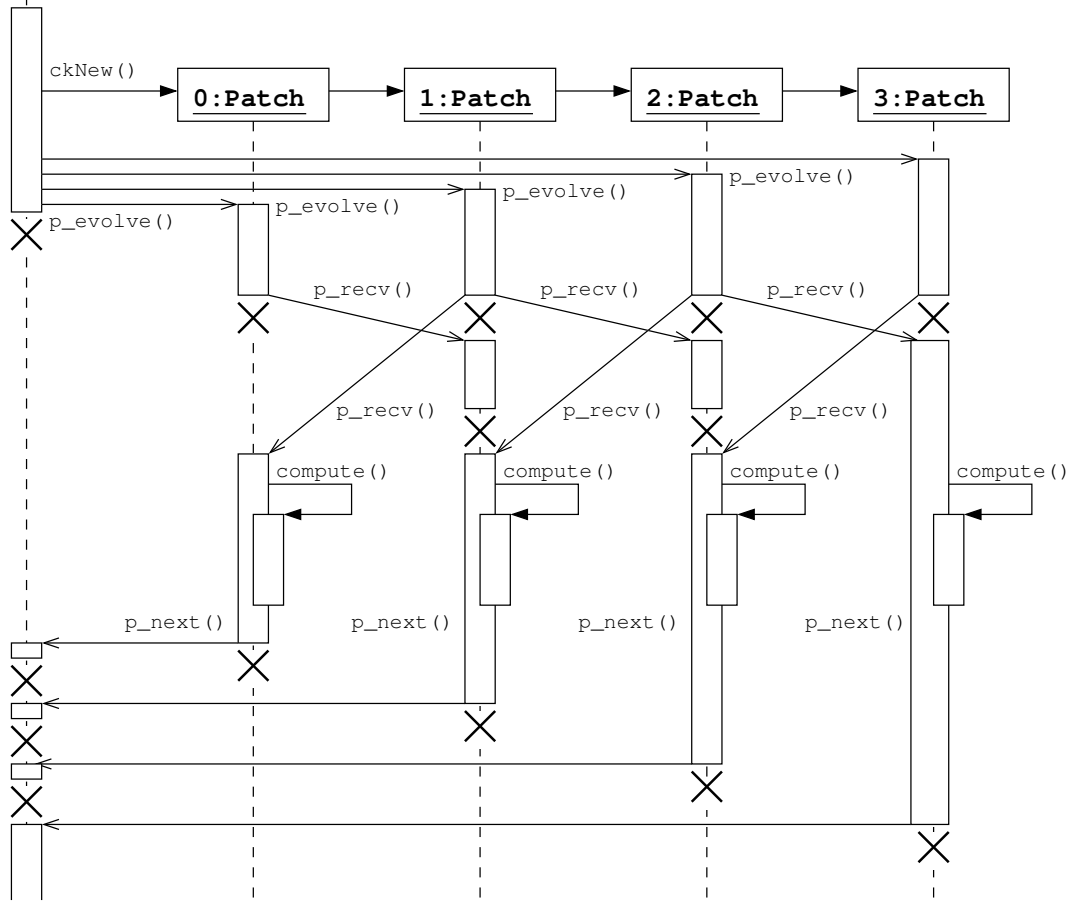 ckNew()
0:Patch
1:Patch
2:Patch
3:Patch
p_evolve()
p_evolve()
p_evolve()
p_evolve()
p_recv()
p_recv()
p_recv()
p_recv()
p_recv()
p_recv()
compute()
compute()
compute()
compute()
p_next()
p_next()
p_next()
p_next()